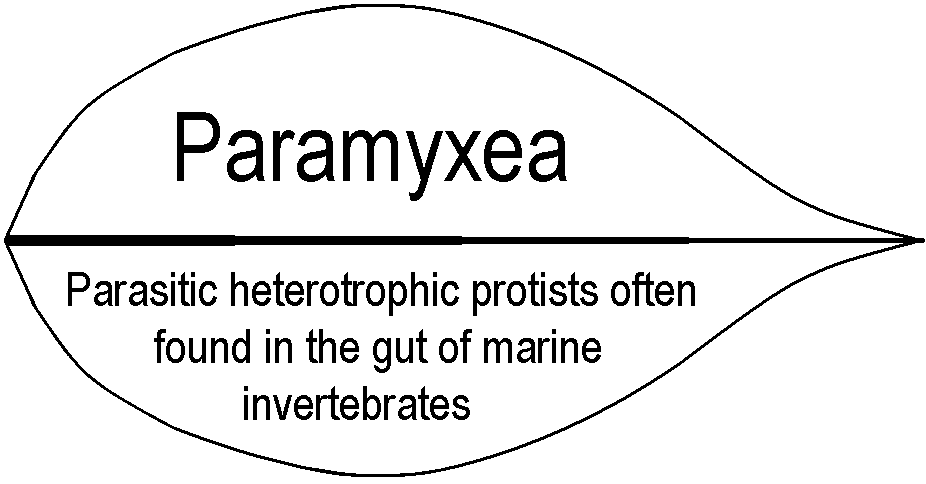 Paramyxea
Parasitic heterotrophic protists often
found in the gut of marine
invertebrates